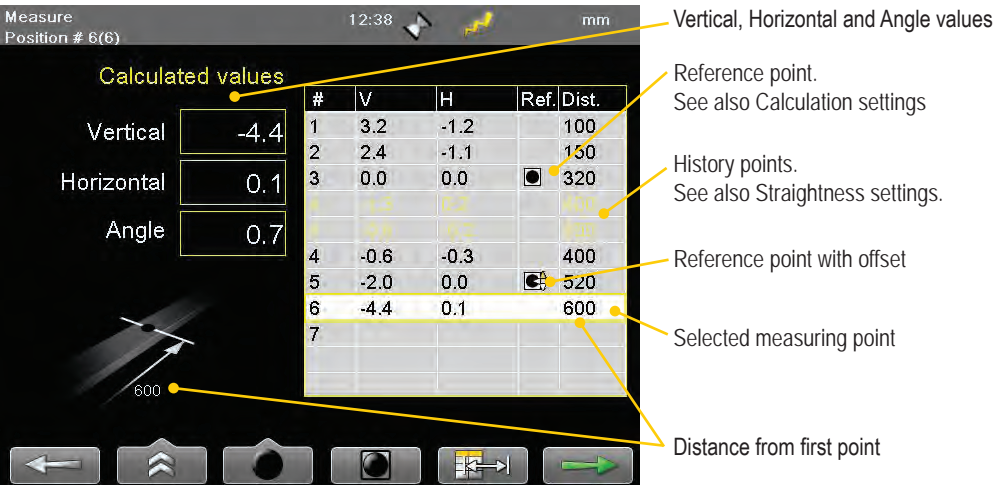 Measure
12:38
mm
Position # 6(6)
Calculated values
Vertical -4.4
Horizontal 0.1
Angle 0.7
600
# V H Ref. Dist.
1 3.2 -1.2 100
2 2.4 -1.1 150
3 0.0 0.0 320
4 -0.6 -0.3 400
5 -2.0 0.0 520
6 -4.4 0.1 600
7
Vertical, Horizontal and Angle values
Reference point.
See also Calculation settings
History points.
See also Straightness settings.
Reference point with offset
Selected measuring point
Distance from first point